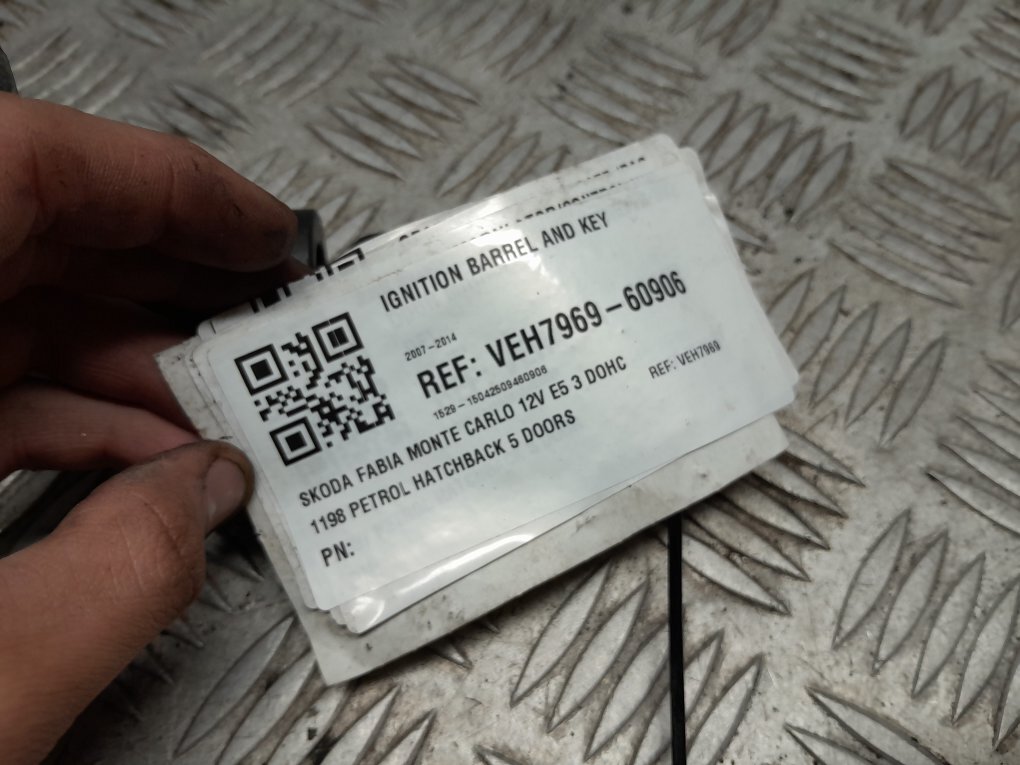 IGNITION BARREL AND KEY
2007-2014
REF: VEH7969-60906
1529-15042509460906
SKODA FABIA MONTE CARLO 12V E5 3 DOHC REF: VEH7969
1198 PETROL HATCHBACK 5 DOORS
PN: